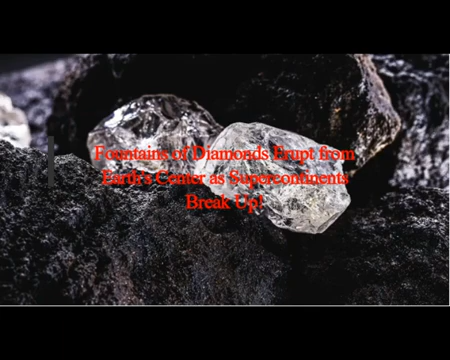 Fountains of Diamonds Erupt from
Earth's Center as Supercontinents
Break Up!